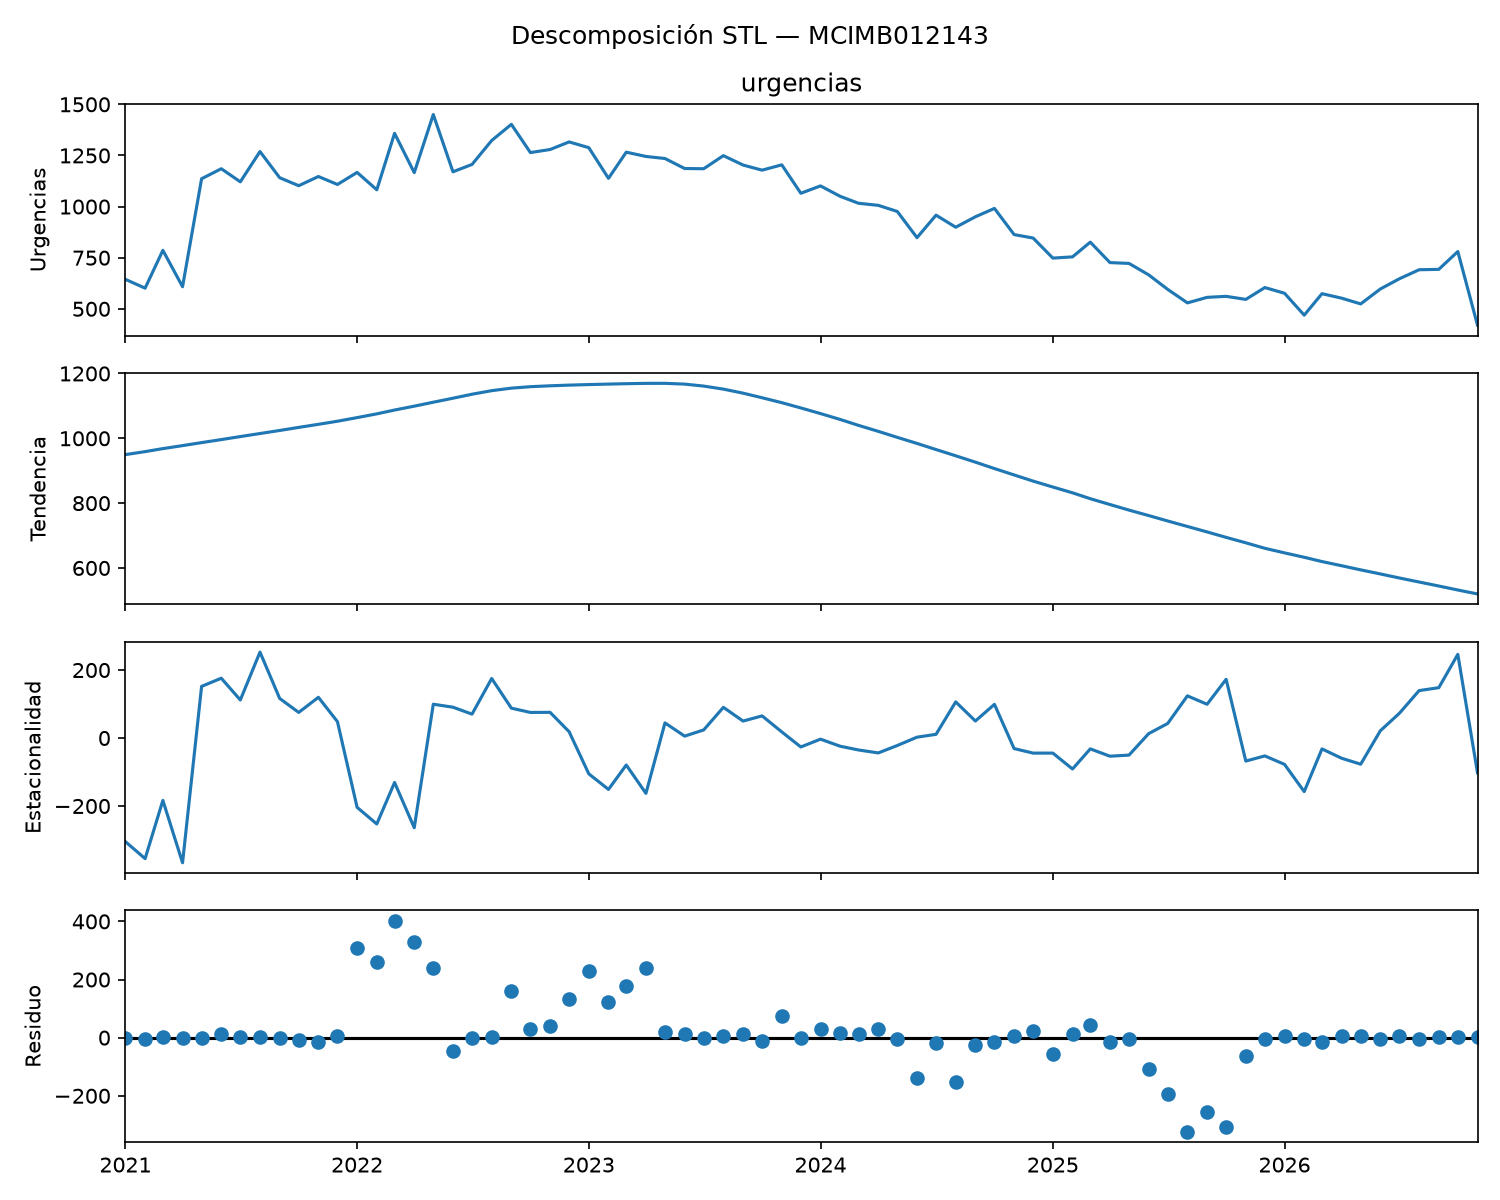 Descomposición STL — MCIMB012143
urgencias
1500
1250
1000
750
500
Urgencias
1200
1000
800
600
Tendencia
200
0
−200
Estacionalidad
400
200
0
−200
Residuo
2021 2022 2023 2024 2025 2026